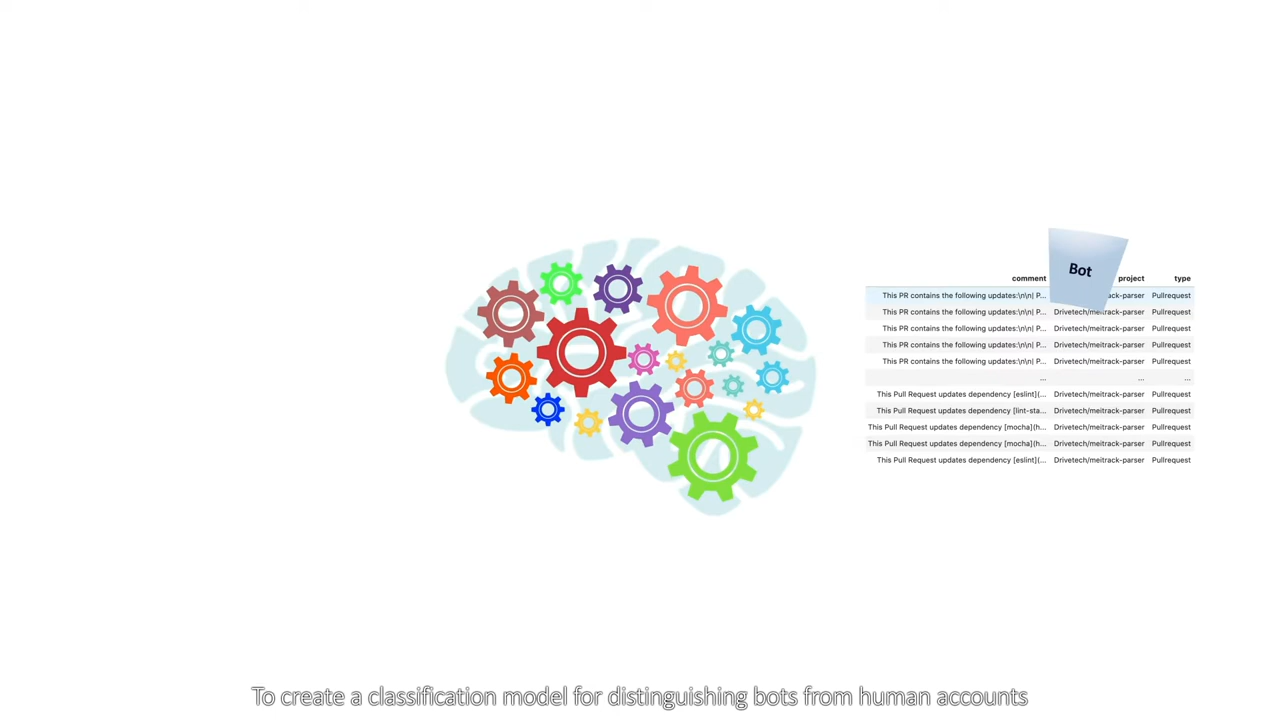 Bot
comment project type
This PR contains the following updates:\n\n| P... track-parser Pullrequest
This PR contains the following updates:\n\n| P... Drivetech/meitrack-parser Pullrequest
This PR contains the following updates:\n\n| P... Drivetech/meitrack-parser Pullrequest
This PR contains the following updates:\n\n| P... Drivetech/meitrack-parser Pullrequest
This PR contains the following updates:\n\n| P... Drivetech/meitrack-parser Pullrequest
... ... ...
This Pull Request updates dependency [eslint](... Drivetech/meitrack-parser Pullrequest
This Pull Request updates dependency [lint-sta... Drivetech/meitrack-parser Pullrequest
This Pull Request updates dependency [mocha](h... Drivetech/meitrack-parser Pullrequest
This Pull Request updates dependency [mocha](h... Drivetech/meitrack-parser Pullrequest
This Pull Request updates dependency [eslint](... Drivetech/meitrack-parser Pullrequest
To create a classification model for distinguishing bots from human accounts